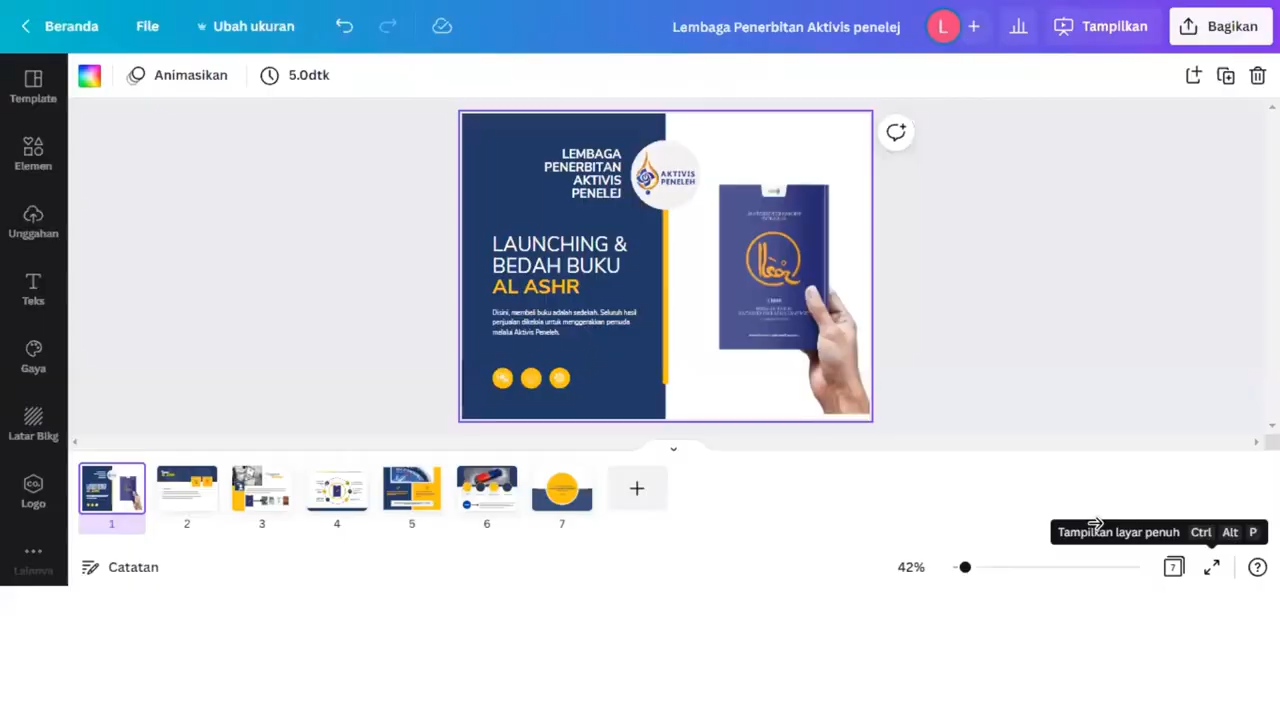 Beranda
File
Ubah ukuran
Lembaga Penerbitan Aktivis penelej
L
Tampilkan
Bagikan
Animasikan
5.0dtk
Template
Elemen
Unggahan
Teks
Gaya
Latar Blkg
CO.
Logo
Lainnya
LEMBAGA
PENERBITAN
AKTIVIS
PENELEJ
AKTIVIS
PENELEH
LAUNCHING &
BEDAH BUKU
AL ASHR
Disini, membeli buku adalah sedekah. Seluruh hasil
penjualan dikelola untuk menggerakkan pemuda
melalui Aktivis Peneleh.
1
2
3
4
5
6
7
Tampilkan layar penuh Ctrl Alt P
Catatan
42%
7